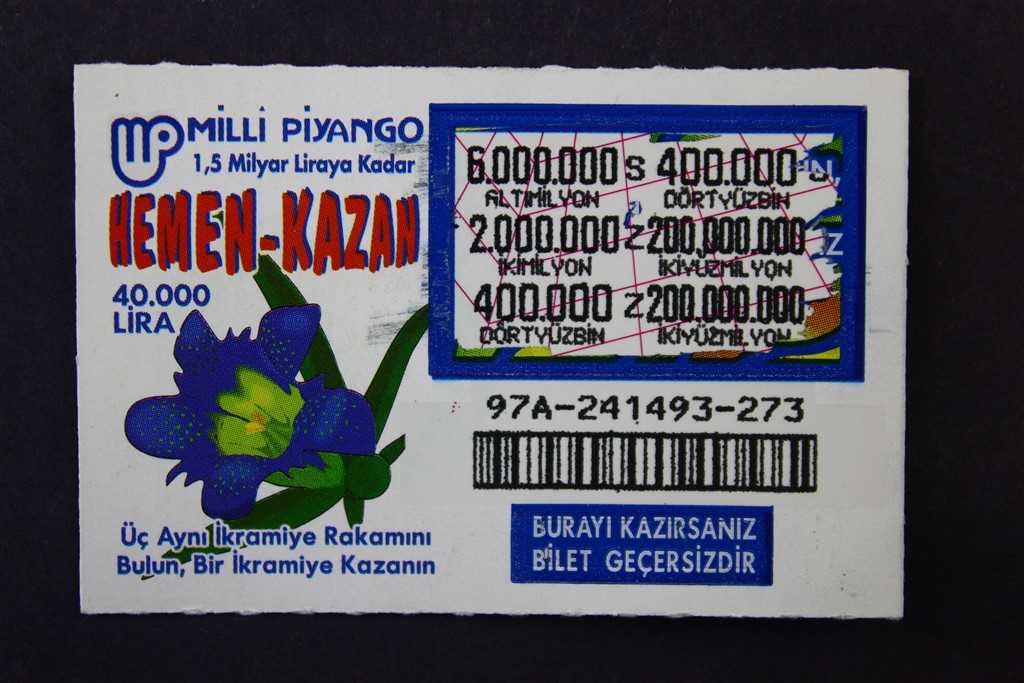 MİLLÎ PİYANGO
1,5 Milyar Liraya Kadar
HEMEN-KAZAN
40.000
LİRA
Üç Aynı İkramiye Rakamını
Bulun, Bir İkramiye Kazanın
6.000.000 S 400.000
ALTIMİLYON DÖRTYÜZBİN
2.000.000 Z 200.000.000
İKİMİLYON İKİYÜZMİLYON
400.000 Z 200.000.000
DÖRTYÜZBİN İKİYÜZMİLYON
97A-241493-273
BURAYI KAZIRSANIZ
BİLET GEÇERSİZDİR